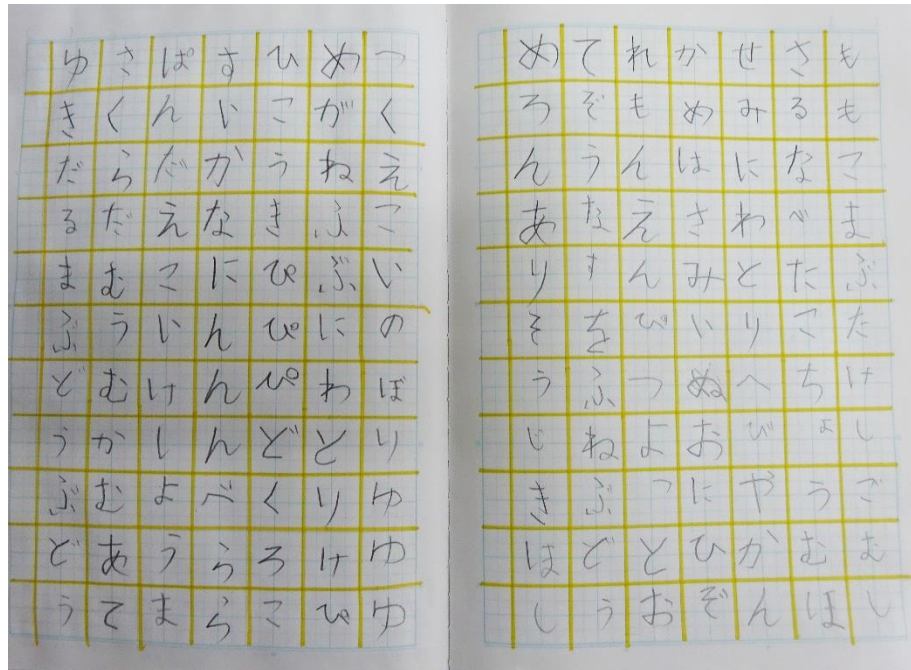 ももこまぶたけしごむし
さるなべたこちょうむほ
せみにわとりへびやかん
かめはさみいぬおにひぞ
れもんえんぴつよっとお
てぞうなすをふねぶどう
めろんありそうじきはし
つくえこいのぼりゆゆゆ
めがねふぶにわとりけび
ひこうきぴぴぴどくろこ
すいかなにんんんべらら
ぱんだえこいけしようま
さくらだむうむかむあて
ゆきだるまぶどうぶどう